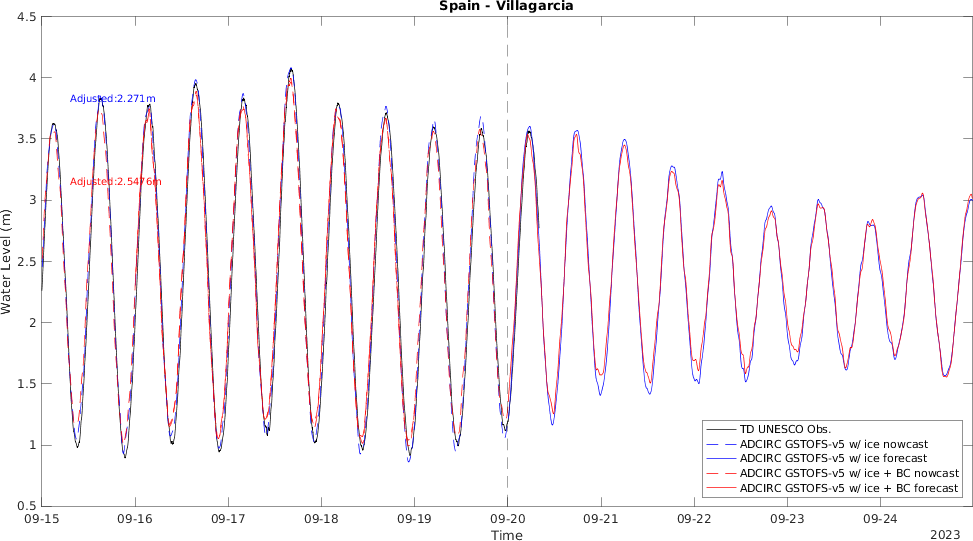 Spain - Villagarcia
4.5
4
3.5
3
2.5
2
1.5
1
0.5
Water Level (m)
Adjusted:2.271m
Adjusted:2.5476m
TD UNESCO Obs.
ADCIRC GSTOFS-v5 w/ ice nowcast
ADCIRC GSTOFS-v5 w/ ice forecast
ADCIRC GSTOFS-v5 w/ ice + BC nowcast
ADCIRC GSTOFS-v5 w/ ice + BC forecast
09-15 09-16 09-17 09-18 09-19 09-20 09-21 09-22 09-23 09-24
Time
2023